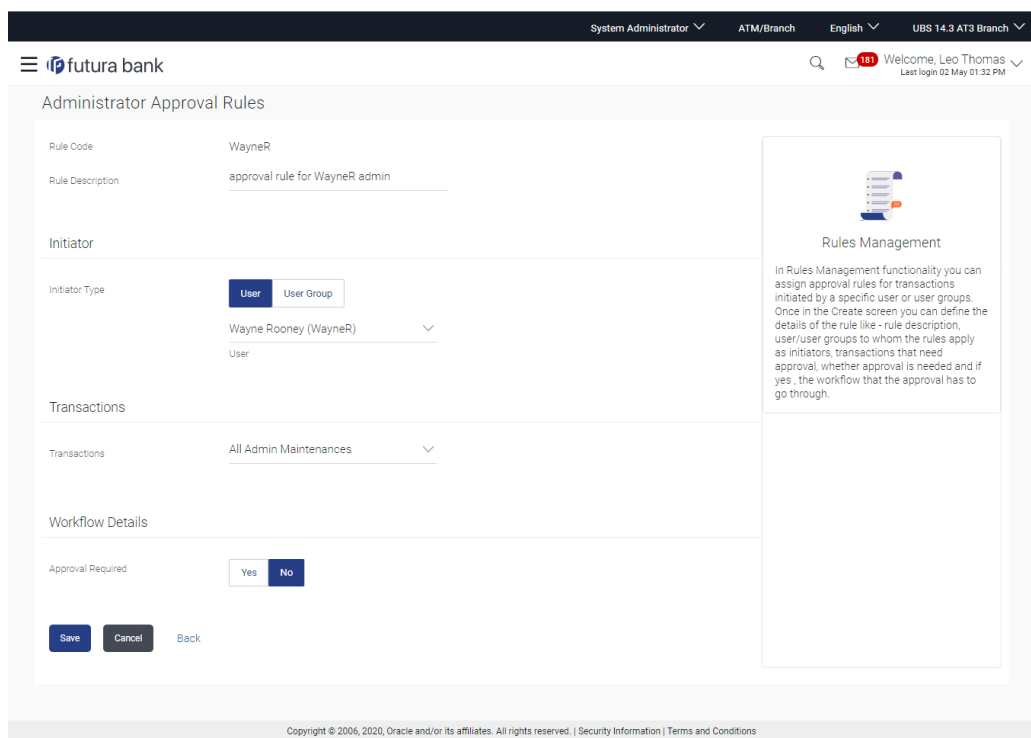 System Administrator ATM/Branch English UBS 14.3 AT3 Branch
futura bank 181 Welcome, Leo Thomas
Last login 02 May 01:32 PM
Administrator Approval Rules
Rule Code WayneR
Rule Description approval rule for WayneR admin
Initiator
Initiator Type User User Group
Wayne Rooney (WayneR)
User
Transactions
Transactions All Admin Maintenances
Workflow Details
Approval Required Yes No
Save Cancel Back
Rules Management
In Rules Management functionality you can
assign approval rules for transactions
initiated by a specific user or user groups.
Once in the Create screen you can define the
details of the rule like - rule description,
user/user groups to whom the rules apply
as initiators, transactions that need
approval, whether approval is needed and if
yes , the workflow that the approval has to
go through.
Copyright © 2006, 2020, Oracle and/or its affiliates. All rights reserved. | Security Information | Terms and Conditions